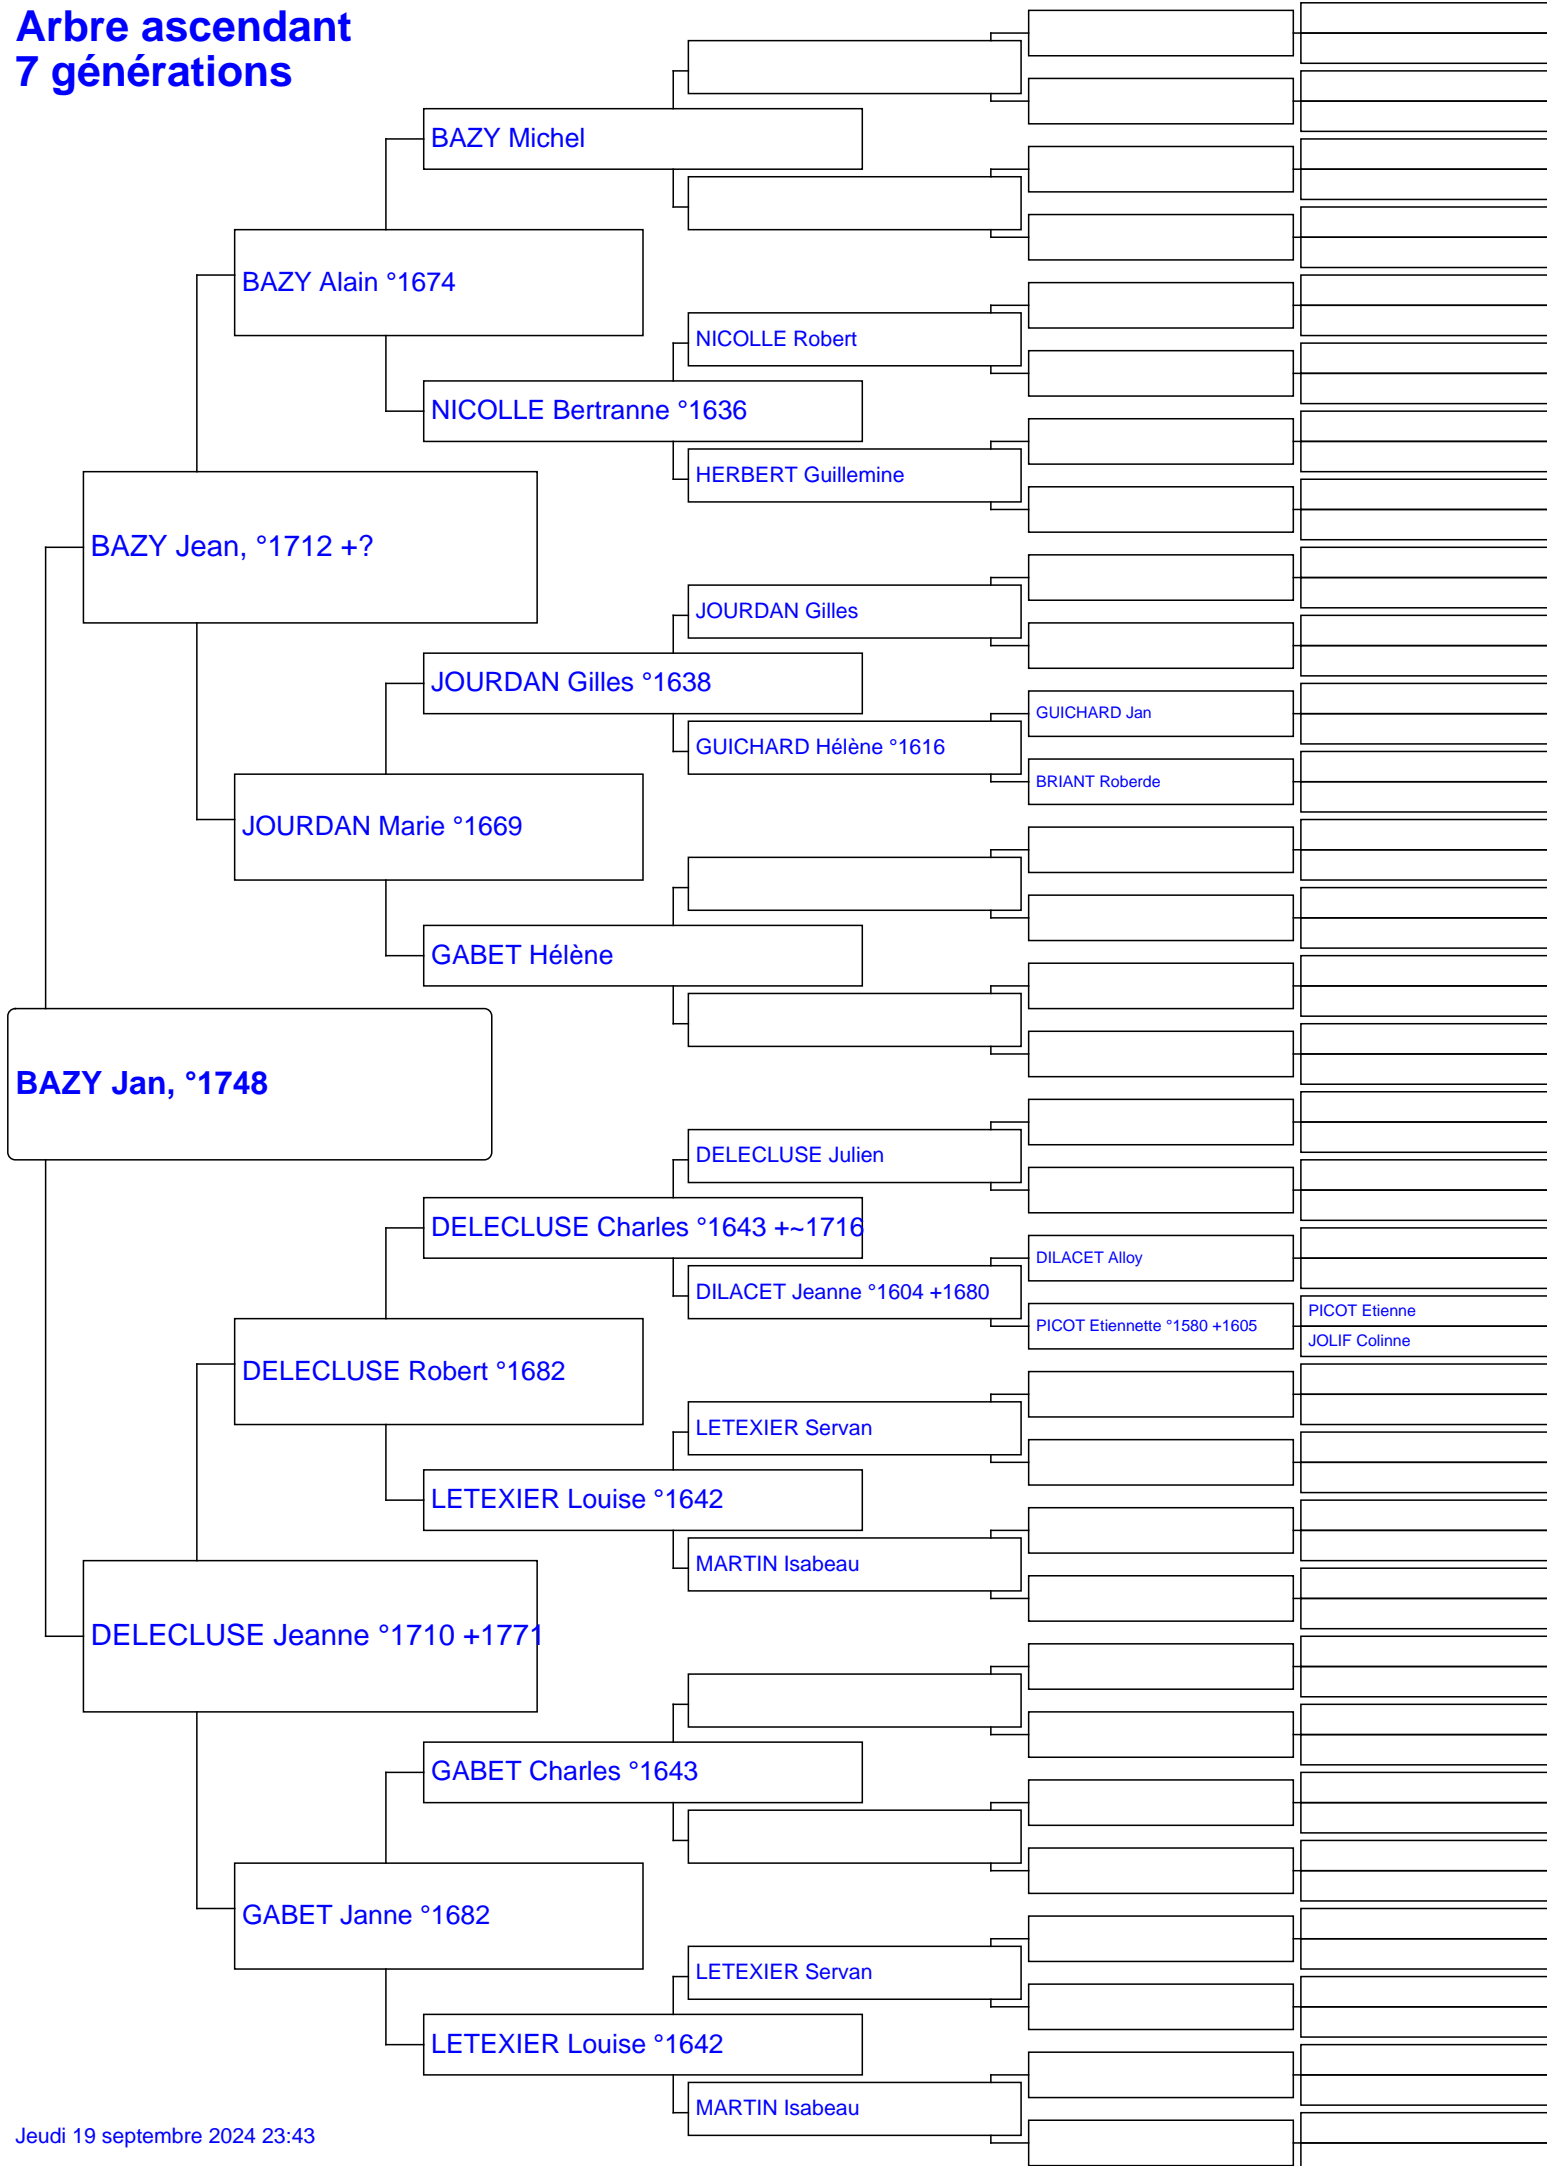 Arbre ascendant
7 générations
BAZY Michel
BAZY Alain °1674
NICOLLE Robert
NICOLLE Bertranne °1636
HERBERT Guillemine
BAZY Jean, °1712 +?
JOURDAN Gilles
JOURDAN Gilles °1638
GUICHARD Jan
GUICHARD Hélène °1616
BRIANT Roberde
JOURDAN Marie °1669
GABET Hélène
BAZY Jan, °1748
DELECLUSE Julien
DELECLUSE Charles °1643 +~1716
DILACET Alloy
DILACET Jeanne °1604 +1680
PICOT Etienne
PICOT Etiennette °1580 +1605
JOLIF Colinne
DELECLUSE Robert °1682
LETEXIER Servan
LETEXIER Louise °1642
MARTIN Isabeau
DELECLUSE Jeanne °1710 +1771
GABET Charles °1643
GABET Janne °1682
LETEXIER Servan
LETEXIER Louise °1642
MARTIN Isabeau
Jeudi 19 septembre 2024 23:43